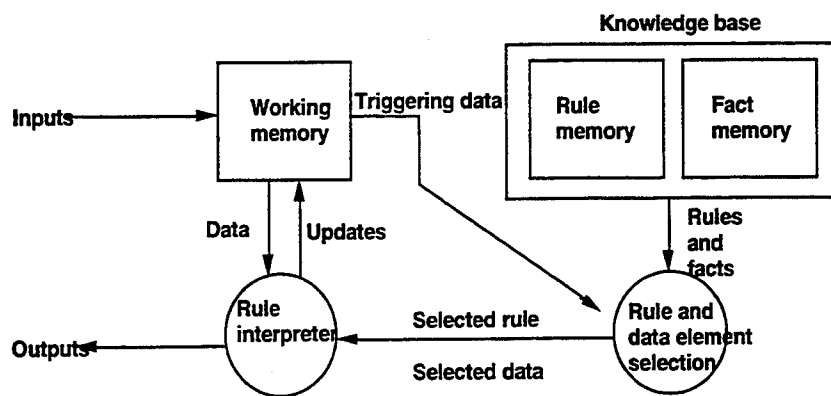 Knowledge base
Inputs
Working
memory
Triggering data
Rule
memory
Fact
memory
Data
Updates
Rules
and
facts
Rule
interpreter
Selected rule
Rule and
data element
selection
Outputs
Selected data